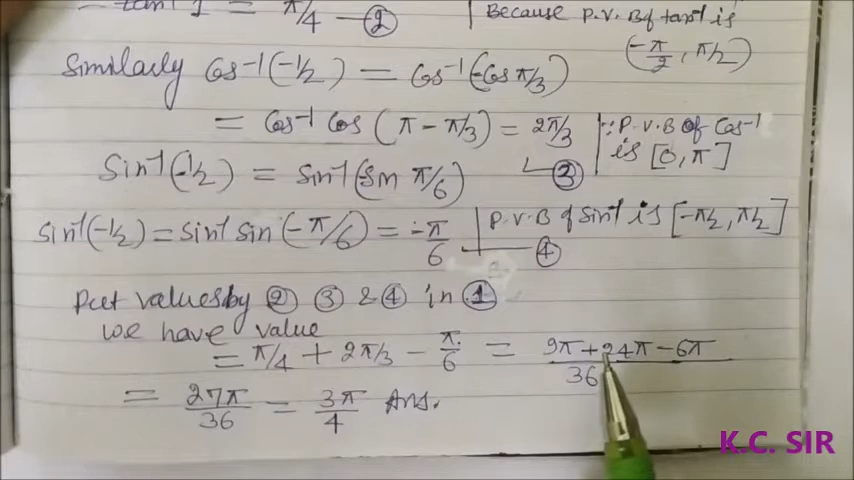 = tan⁻¹ 1 = π/4 — ②
Because P.V.B of tan⁻¹ is
(-π/2, π/2)
Similarly Cos⁻¹(-1/2) = Cos⁻¹(-Cos π/3)
= Cos⁻¹ Cos (π - π/3) = 2π/3 — ③
∵ P.V.B of Cos⁻¹
is [0, π]
Sin⁻¹(-1/2) = Sin⁻¹(-Sin π/6)
Sin⁻¹(-1/2) = Sin⁻¹ Sin (-π/6) = -π/6 — ④
P.V.B of Sin⁻¹ is [-π/2, π/2]
Put values by ② ③ & ④ in ①
we have value
= π/4 + 2π/3 - π/6 = 9π+24π-6π/36
= 27π/36 = 3π/4 Ans.
K.C. SIR